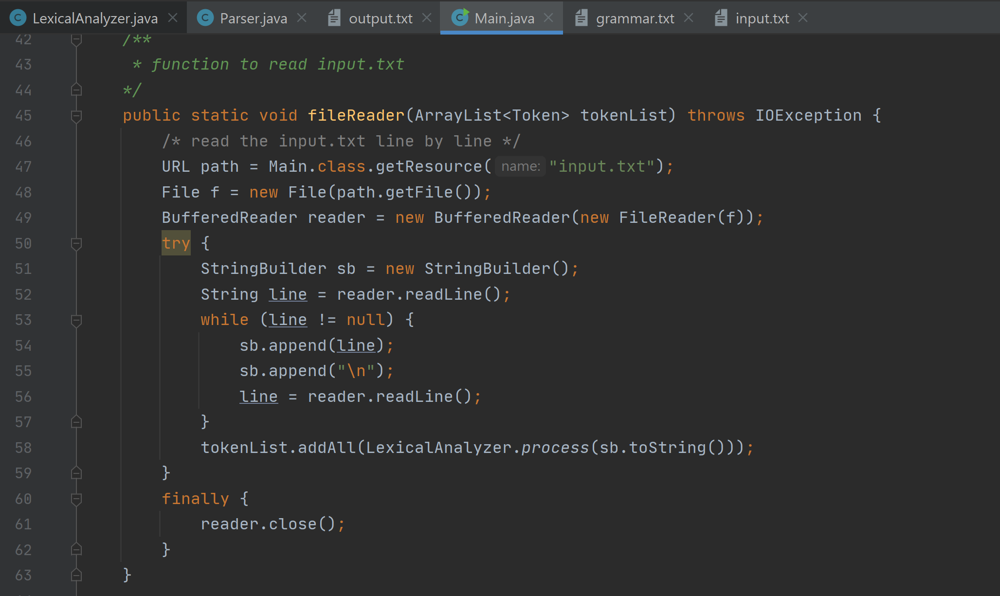 LexicalAnalyzer.java Parser.java output.txt Main.java grammar.txt input.txt
42 /**
43 * function to read input.txt
44 */
45 public static void fileReader(ArrayList<Token> tokenList) throws IOException {
46 /* read the input.txt line by line */
47 URL path = Main.class.getResource( name: "input.txt");
48 File f = new File(path.getFile());
49 BufferedReader reader = new BufferedReader(new FileReader(f));
50 try {
51 StringBuilder sb = new StringBuilder();
52 String line = reader.readLine();
53 while (line != null) {
54 sb.append(line);
55 sb.append("\n");
56 line = reader.readLine();
57 }
58 tokenList.addAll(LexicalAnalyzer.process(sb.toString()));
59 }
60 finally {
61 reader.close();
62 }
63 }